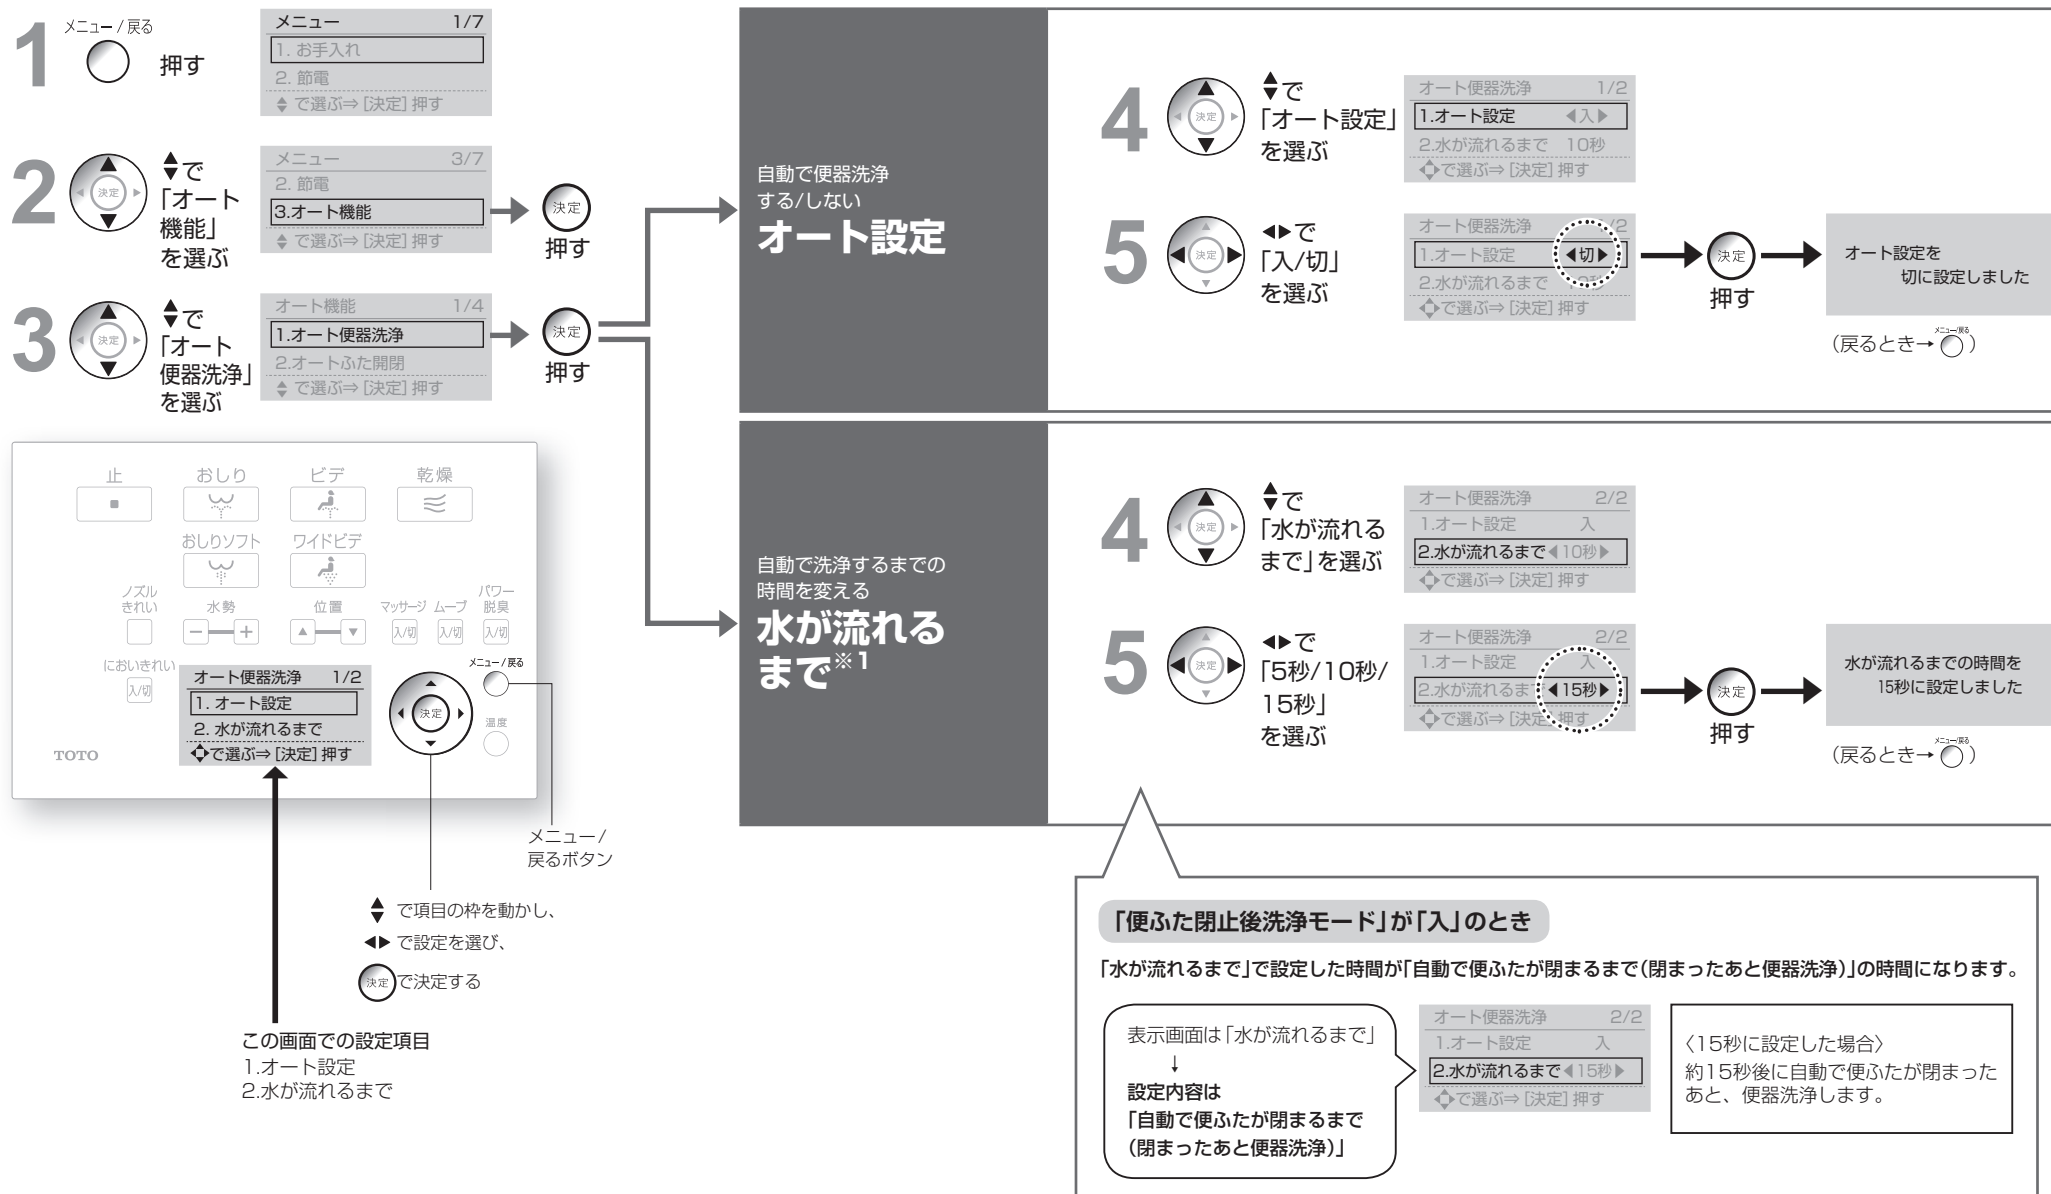 1
メニュー / 戻る
押す
メニュー 1/7
1. お手入れ
2. 節電
で選ぶ⇒ [決定] 押す
2
決定
で
「オート
機能」
を選ぶ
メニュー 3/7
2. 節電
3.オート機能
で選ぶ⇒ [決定] 押す
決定
押す
3
決定
で
「オート
便器洗浄」
を選ぶ
オート機能 1/4
1.オート便器洗浄
2.オートふた開閉
で選ぶ⇒ [決定] 押す
決定
押す
止
おしり
ビデ
乾燥
おしりソフト
ワイドビデ
ノズル
きれい
水勢
位置
マッサージ
ムーブ
パワー
脱臭
入/切
入/切
入/切
においきれい
入/切
オート便器洗浄 1/2
1. オート設定
2. 水が流れるまで
で選ぶ⇒ [決定] 押す
決定
メニュー / 戻る
温度
TOTO
メニュー/
戻るボタン
で項目の枠を動かし、
で設定を選び、
決定 で決定する
この画面での設定項目
1.オート設定
2.水が流れるまで
自動で便器洗浄
する/しない
オート設定
4
決定
で
「オート設定」
を選ぶ
オート便器洗浄 1/2
1.オート設定 ◀入▶
2.水が流れるまで 10秒
で選ぶ⇒ [決定] 押す
5
決定
◀▶で
「入/切」
を選ぶ
オート便器洗浄 1/2
1.オート設定 ◀切▶
2.水が流れるまで 10秒
で選ぶ⇒ [決定] 押す
決定
押す
オート設定を
切に設定しました
(戻るとき→ メニュー/戻る )
自動で洗浄するまでの
時間を変える
水が流れる
まで※1
4
決定
で
「水が流れる
まで」を選ぶ
オート便器洗浄 2/2
1.オート設定 入
2.水が流れるまで◀10秒▶
で選ぶ⇒ [決定] 押す
5
決定
◀▶で
「5秒/10秒/
15秒」
を選ぶ
オート便器洗浄 2/2
1.オート設定 入
2.水が流れるまで◀15秒▶
で選ぶ⇒ [決定] 押す
決定
押す
水が流れるまでの時間を
15秒に設定しました
(戻るとき→ メニュー/戻る )
「便ふた閉止後洗浄モード」が「入」のとき
「水が流れるまで」で設定した時間が「自動で便ふたが閉まるまで(閉まったあと便器洗浄)」の時間になります。
表示画面は「水が流れるまで」
↓
設定内容は
「自動で便ふたが閉まるまで
(閉まったあと便器洗浄)」
オート便器洗浄 2/2
1.オート設定 入
2.水が流れるまで◀15秒▶
で選ぶ⇒ [決定] 押す
〈15秒に設定した場合〉
約15秒後に自動で便ふたが閉まった
あと、便器洗浄します。